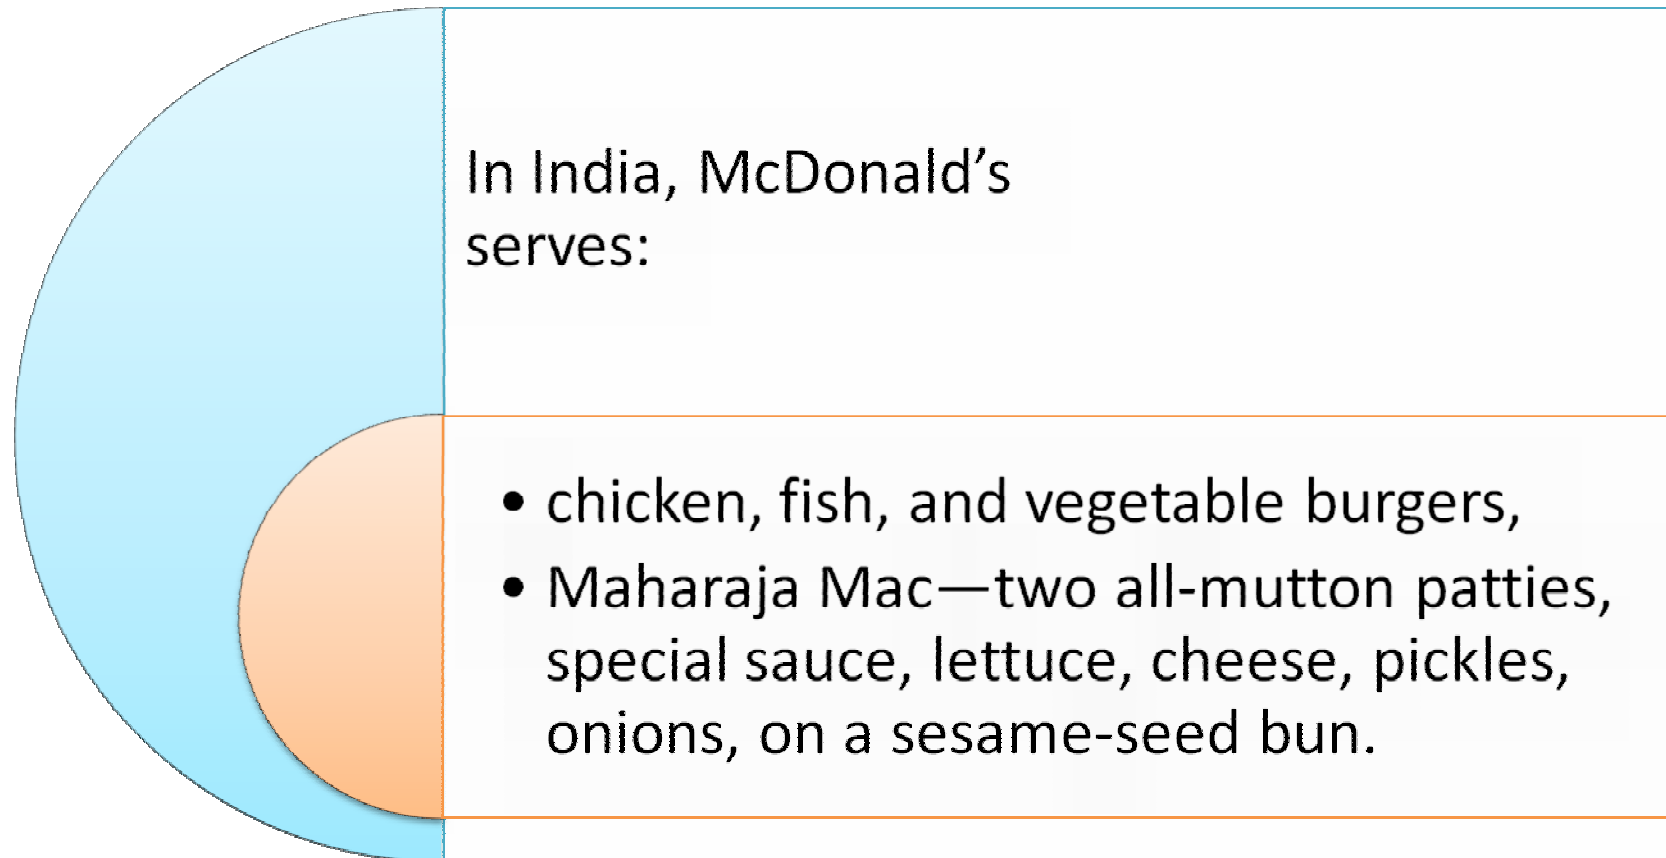 In India, McDonald’s
serves:
• chicken, fish, and vegetable burgers,
• Maharaja Mac—two all-mutton patties,
special sauce, lettuce, cheese, pickles,
onions, on a sesame-seed bun.